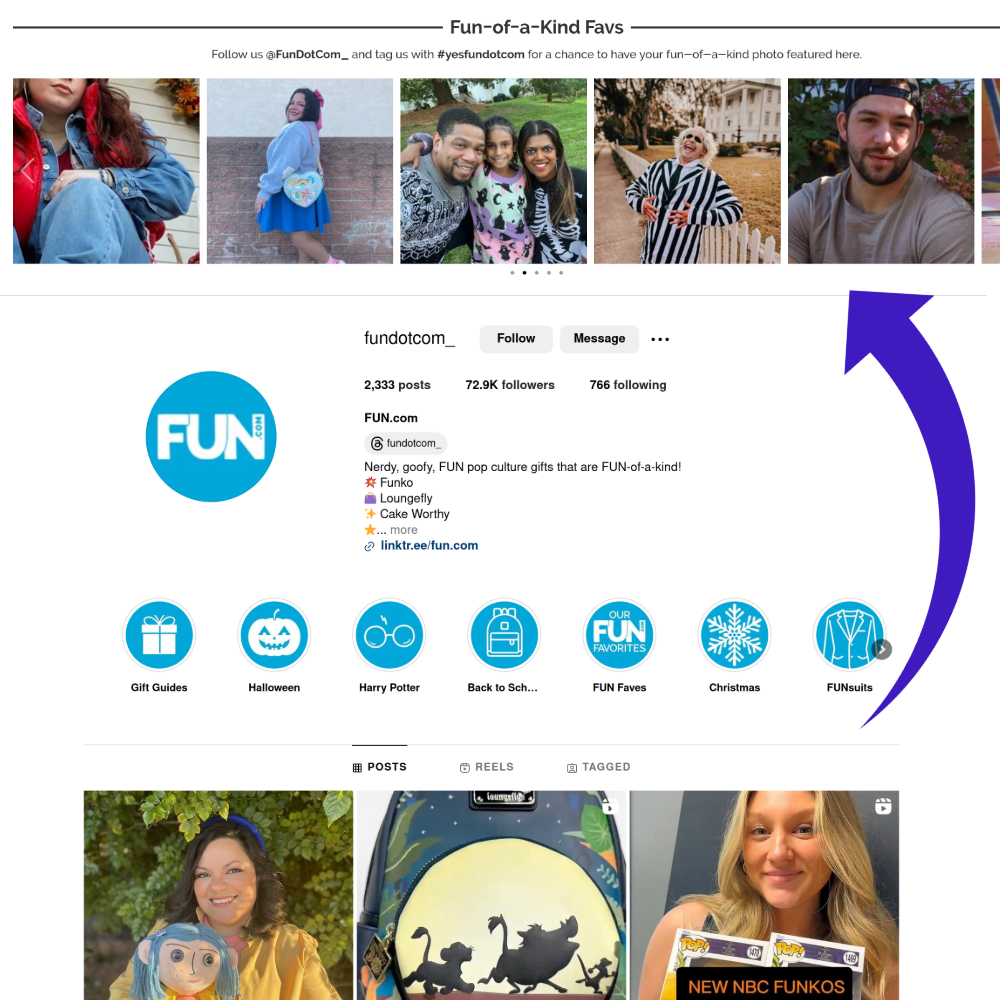 Fun-of-a-Kind Favs
Follow us @FunDotCom_ and tag us with #yesfundotcom for a chance to have your fun-of-a-kind photo featured here.
fundotcom_ Follow Message
2,333 posts 72.9K followers 766 following
FUN.com
fundotcom_
FUN.COM
Nerdy, goofy, FUN pop culture gifts that are FUN-of-a-kind!
Funko
Loungefly
Cake Worthy
... more
linktr.ee/fun.com
OUR
FUN.COM
FAVORITES
Gift Guides Halloween Harry Potter Back to Sch... FUN Faves Christmas FUNsuits
POSTS REELS TAGGED
Loungefly
POP! POP!
NEW NBC FUNKOS